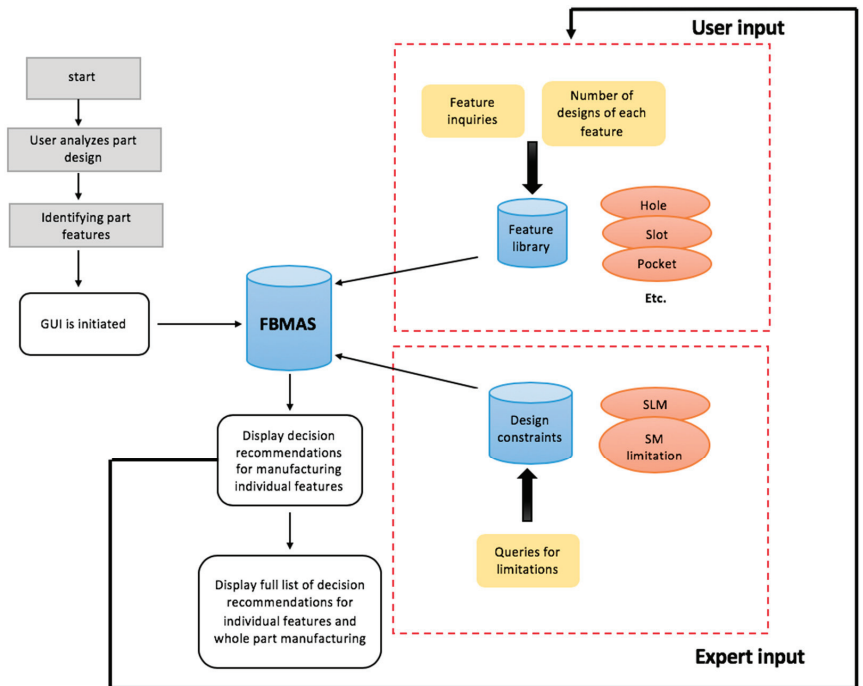 User input
start
User analyzes part
design
Identifying part
features
GUI is initiated
FBMAS
Display decision
recommendations
for manufacturing
individual features
Display full list of decision
recommendations for
individual features and
whole part manufacturing
Feature
inquiries
Number of
designs of each
feature
Feature
library
Hole
Slot
Pocket
Etc.
Design
constraints
SLM
SM
limitation
Queries for
limitations
Expert input